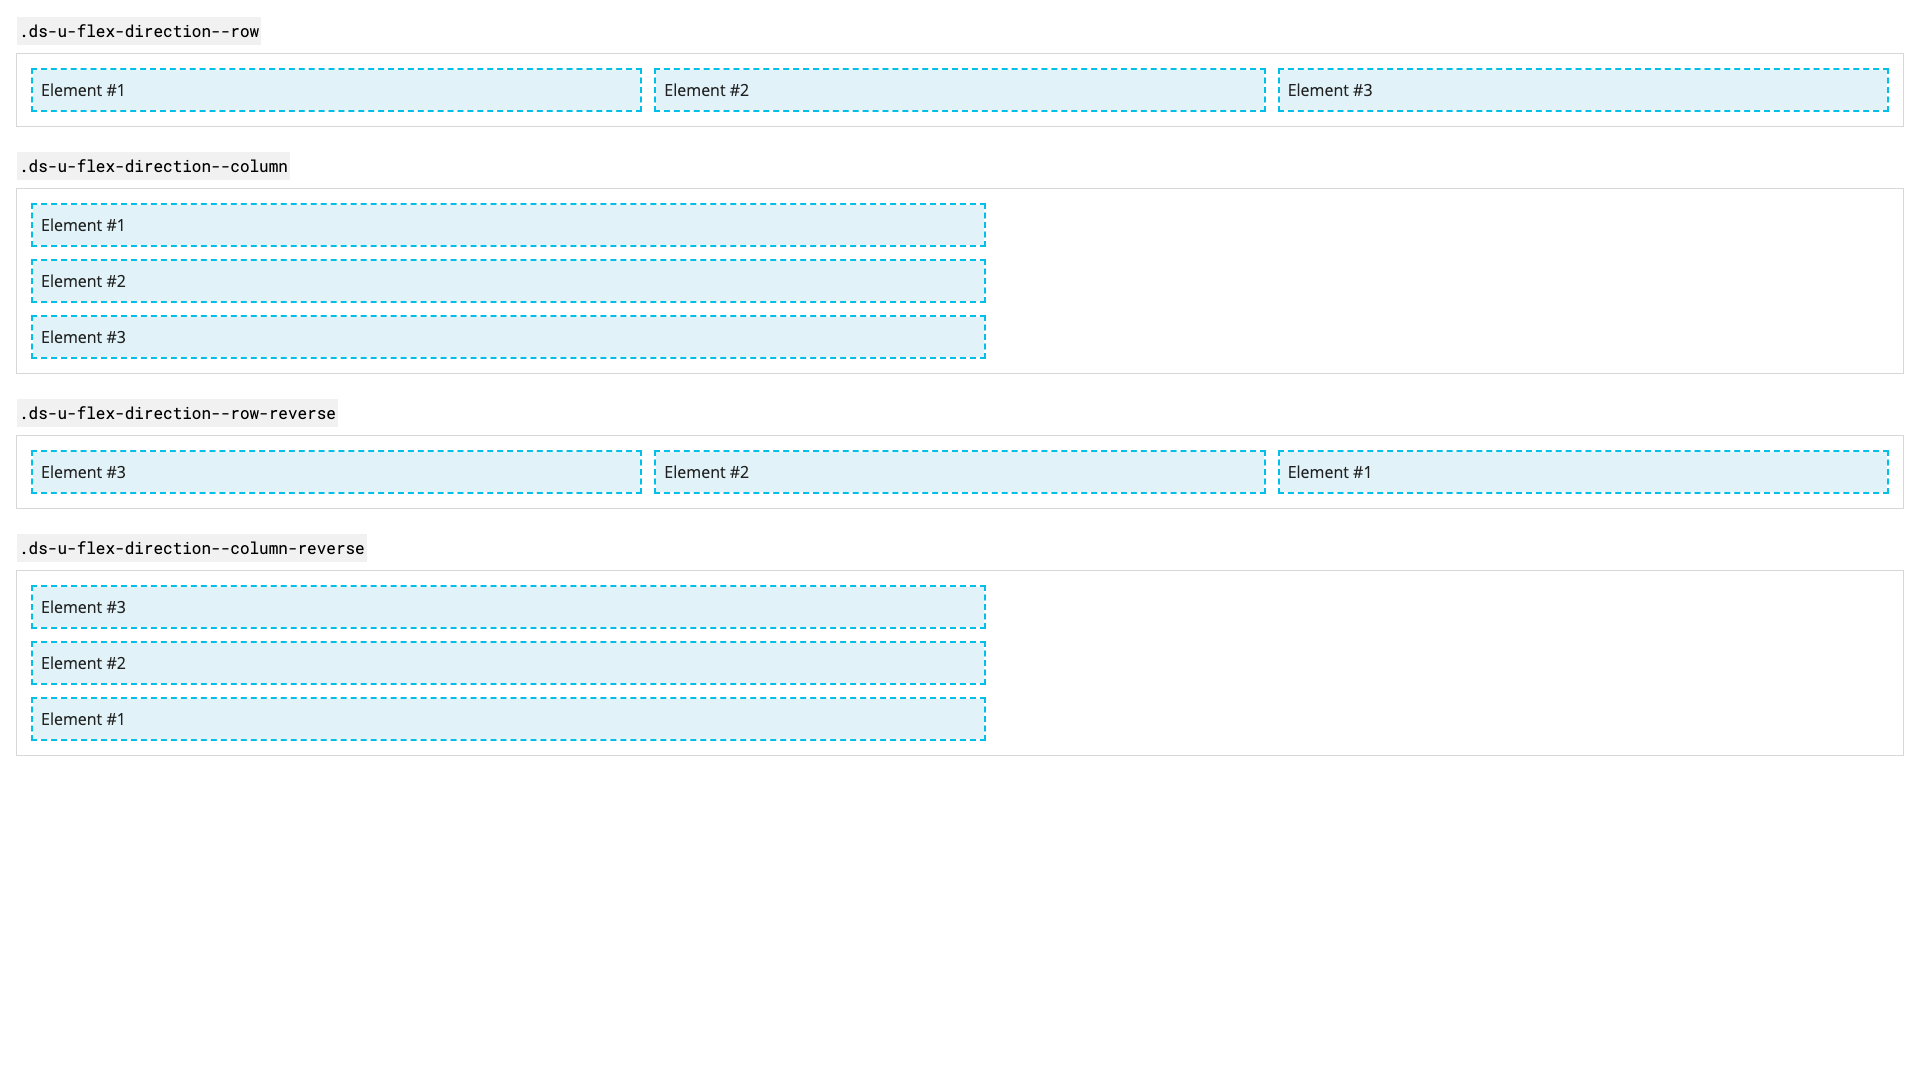 .ds-u-flex-direction--row
Element #1 Element #2 Element #3
.ds-u-flex-direction--column
Element #1
Element #2
Element #3
.ds-u-flex-direction--row-reverse
Element #3 Element #2 Element #1
.ds-u-flex-direction--column-reverse
Element #3
Element #2
Element #1